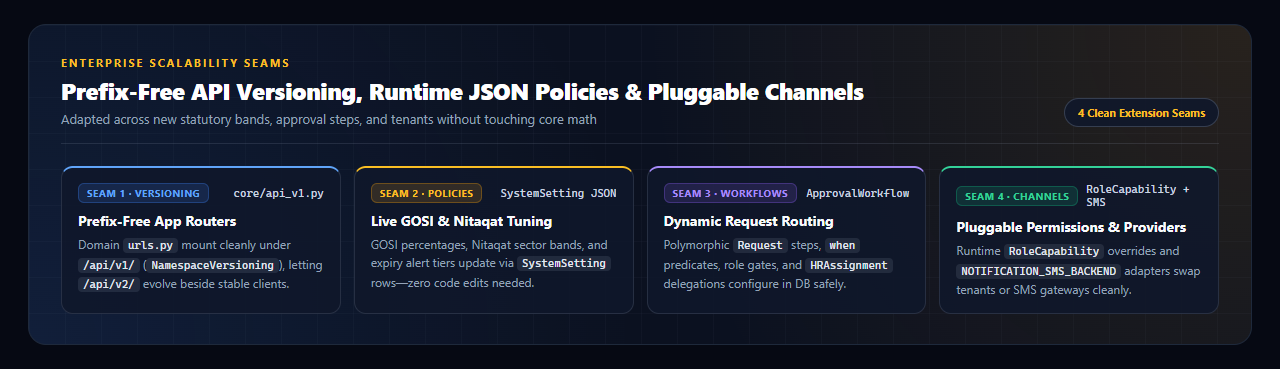 ENTERPRISE SCALABILITY SEAMS
Prefix-Free API Versioning, Runtime JSON Policies & Pluggable Channels
Adapted across new statutory bands, approval steps, and tenants without touching core math
4 Clean Extension Seams
SEAM 1 · VERSIONING
core/api_v1.py
Prefix-Free App Routers
Domain urls.py mount cleanly under
/api/v1/ ( NamespaceVersioning ), letting
/api/v2/ evolve beside stable clients.
SEAM 2 · POLICIES
SystemSetting JSON
Live GOSI & Nitaqat Tuning
GOSI percentages, Nitaqat sector bands, and
expiry alert tiers update via SystemSetting
rows—zero code edits needed.
SEAM 3 · WORKFLOWS
ApprovalWorkflow
Dynamic Request Routing
Polymorphic Request steps, when
predicates, role gates, and HRAssignment
delegations configure in DB safely.
SEAM 4 · CHANNELS
RoleCapability +
SMS
Pluggable Permissions & Providers
Runtime RoleCapability overrides and
NOTIFICATION_SMS_BACKEND adapters swap
tenants or SMS gateways cleanly.